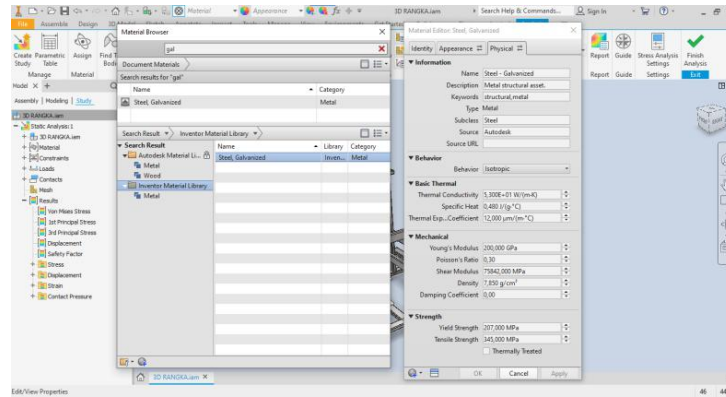 Material
Appearance
3D RANGKA.iam
Search Help & Commands...
Sign In
File
Assemble
Design
Material Browser
Material Editor: Steel, Galvanized
gal
Identity
Appearance
Physical
Create Study
Parametric Table
Assign
Report
Guide
Stress Analysis Settings
Finish Analysis
Manage
Material
Report
Guide
Settings
Exit
Document Materials
Search results for "gal"
Name
Category
Steel, Galvanized
Metal
Model
Assembly
Modeling
Study
3D RANGKA.iam
Static Analysis:1
3D RANGKA.iam
Material
Constraints
Loads
Contacts
Mesh
Results
Von Mises Stress
1st Principal Stress
3rd Principal Stress
Displacement
Safety Factor
Stress
Displacement
Strain
Contact Pressure
Search Result
Inventor Material Library
Search Result
Autodesk Material Li...
Metal
Wood
Inventor Material Library
Metal
Name
Library
Category
Steel, Galvanized
Inven...
Metal
Information
Name Steel - Galvanized
Description Metal structural asset.
Keywords structural,metal
Type Metal
Subclass Steel
Source Autodesk
Source URL
Behavior
Behavior Isotropic
Basic Thermal
Thermal Conductivity 5,300E+01 W/(m·K)
Specific Heat 0,480 J/(g·°C)
Thermal Exp...Coefficient 12,000 µm/(m·°C)
Mechanical
Young's Modulus 200,000 GPa
Poisson's Ratio 0,30
Shear Modulus 75842,000 MPa
Density 7,850 g/cm³
Damping Coefficient 0,00
Strength
Yield Strength 207,000 MPa
Tensile Strength 345,000 MPa
Thermally Treated
OK
Cancel
Apply
3D RANGKA.iam
Edit/View Properties
46